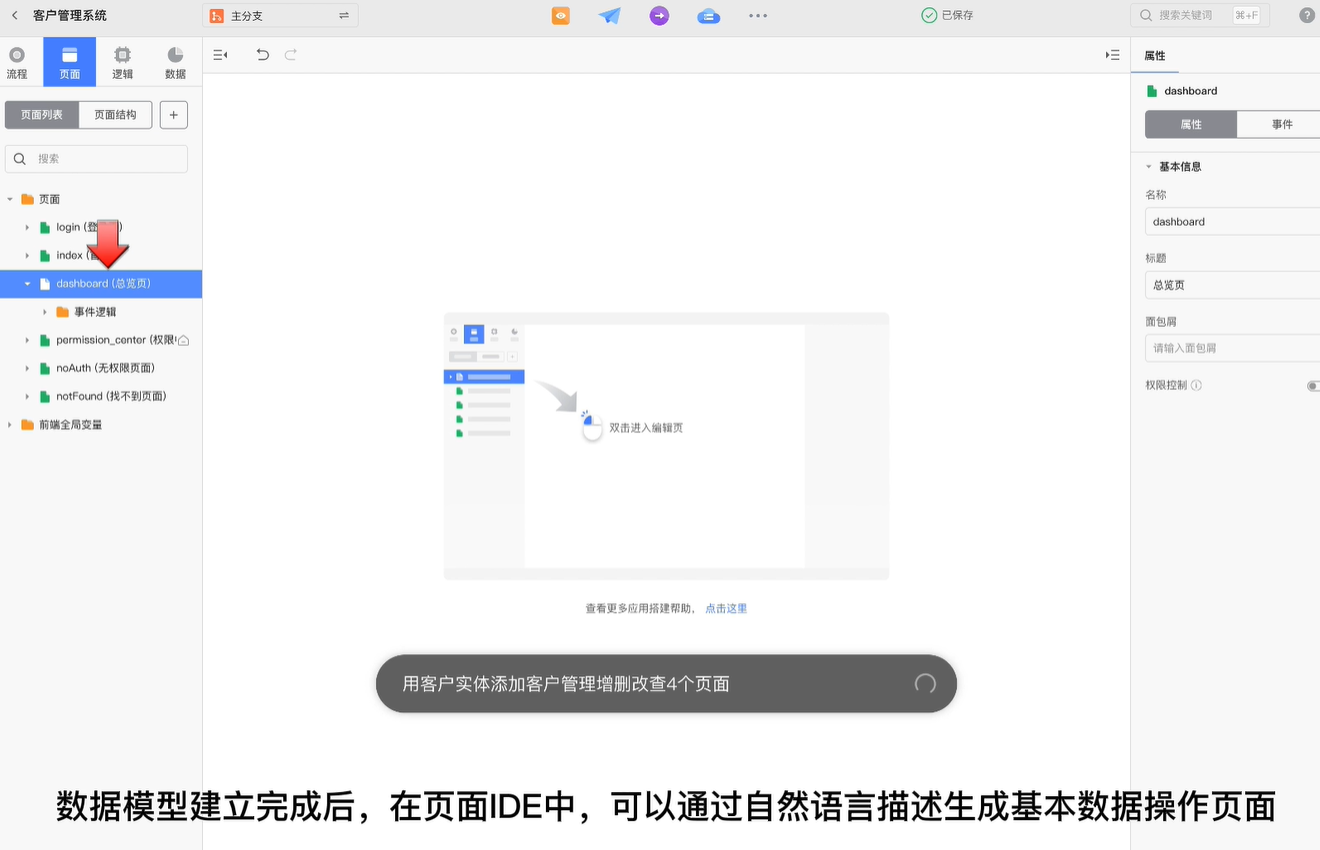 客户管理系统
主分支
已保存
搜索关键词
⌘+F
?
流程
页面
逻辑
数据
页面列表
页面结构
+
搜索
页面
login
index
dashboard (总览页)
事件逻辑
permission_center (权限
noAuth (无权限页面)
notFound (找不到页面)
前端全局变量
双击进入编辑页
查看更多应用搭建帮助, 点击这里
用客户实体添加客户管理增删改查4个页面
属性
dashboard
属性
事件
基本信息
名称
dashboard
标题
总览页
面包屑
请输入面包屑
权限控制
数据模型建立完成后，在页面IDE中，可以通过自然语言描述生成基本数据操作页面